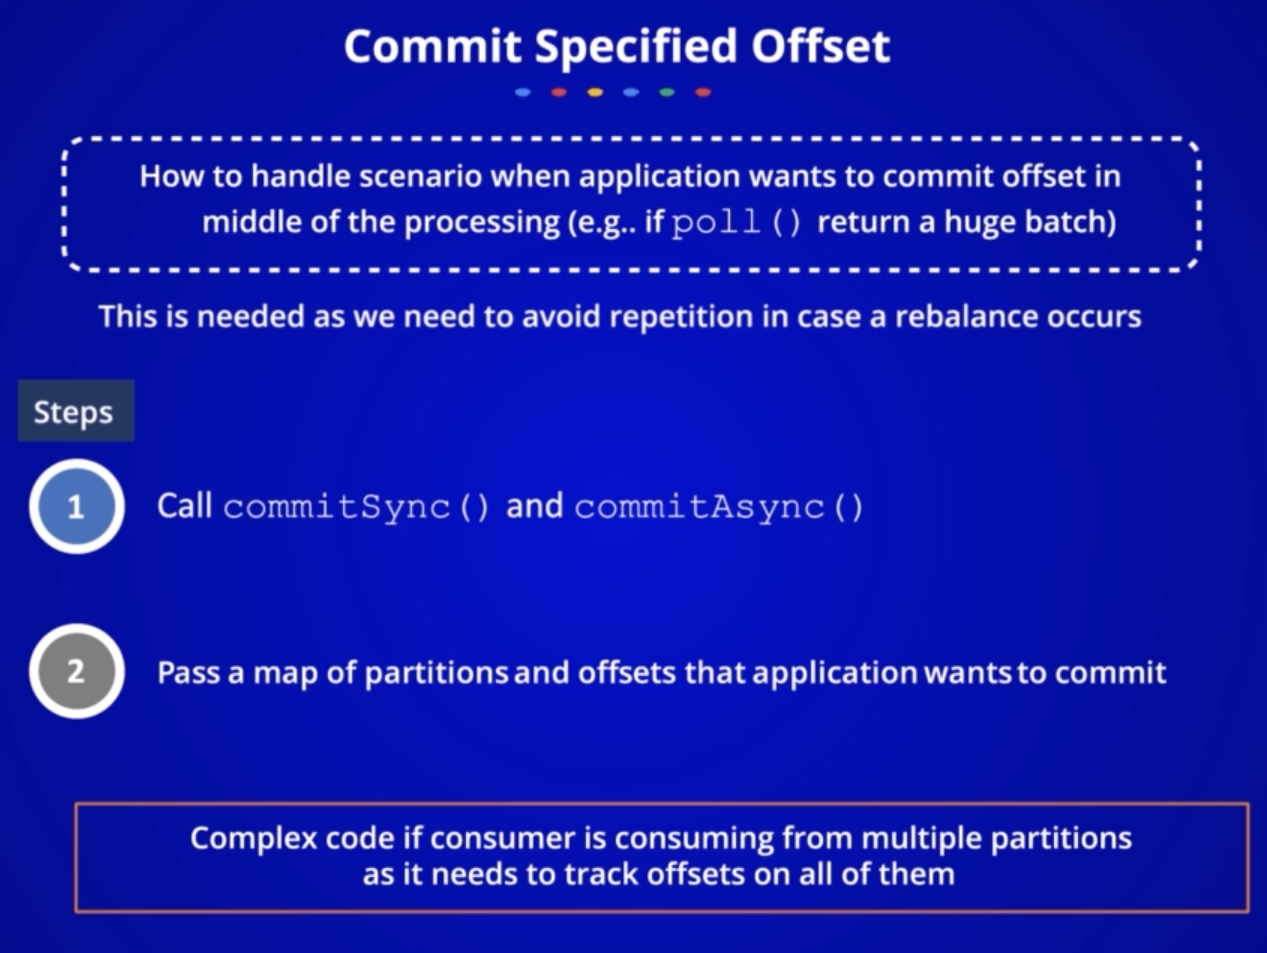 Commit Specified Offset
How to handle scenario when application wants to commit offset in
middle of the processing (e.g.. if poll() return a huge batch)
This is needed as we need to avoid repetition in case a rebalance occurs
Steps
1 Call commitSync() and commitAsync()
2 Pass a map of partitions and offsets that application wants to commit
Complex code if consumer is consuming from multiple partitions
as it needs to track offsets on all of them